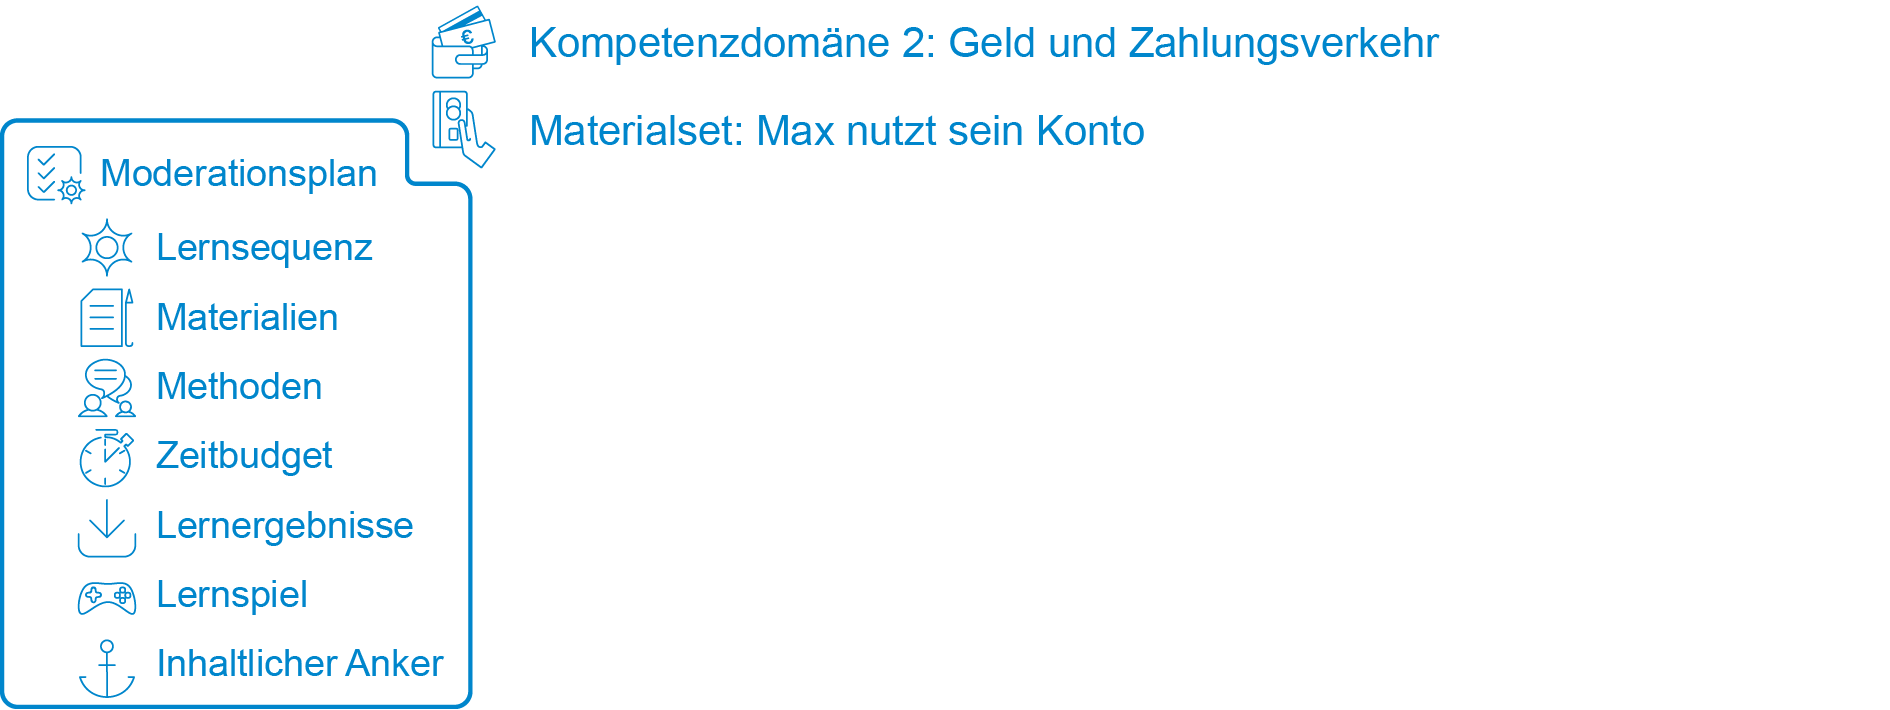 Kompetenzdomäne 2: Geld und Zahlungsverkehr
Materialset: Max nutzt sein Konto
Moderationsplan
Lernsequenz
Materialien
Methoden
Zeitbudget
Lernergebnisse
Lernspiel
Inhaltlicher Anker